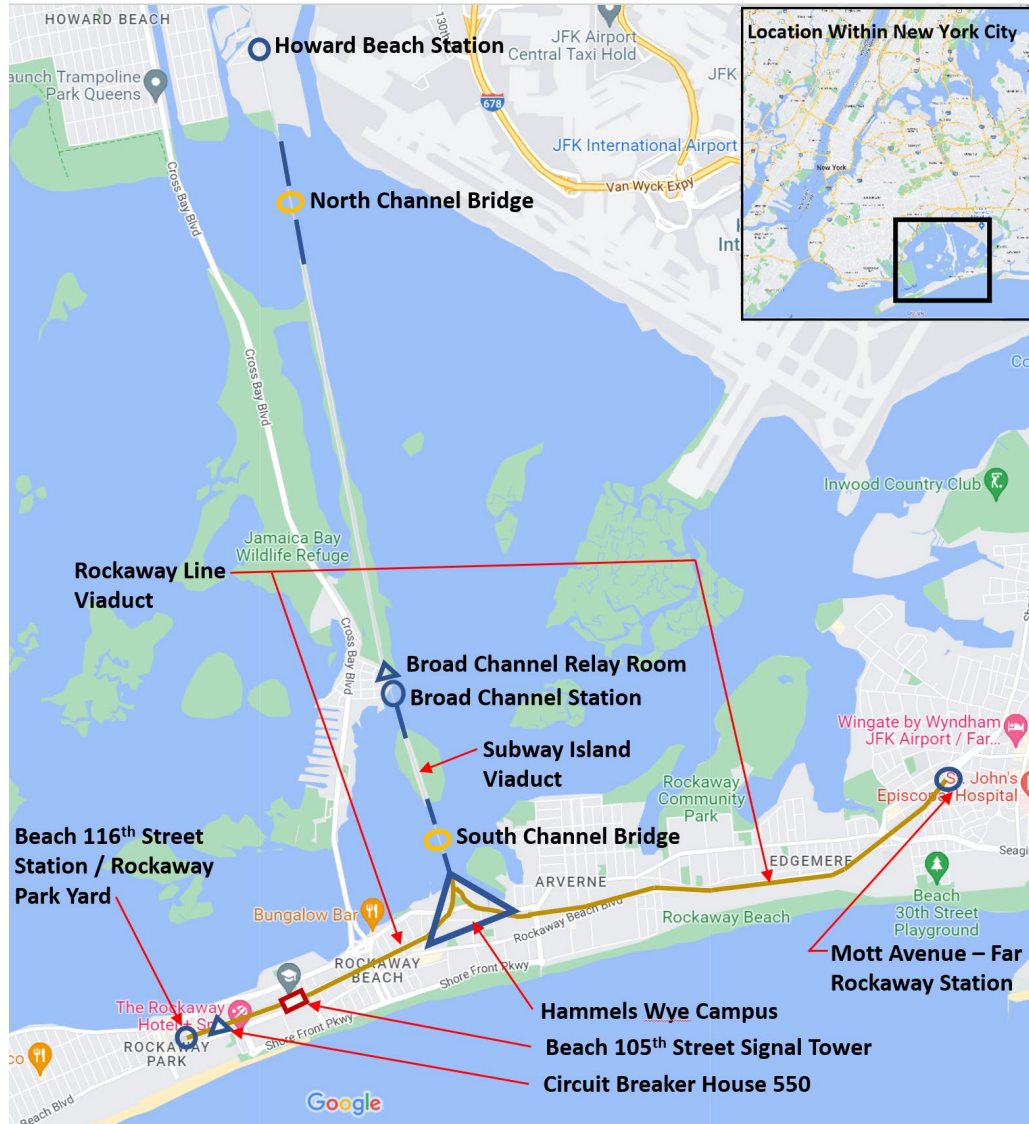 HOWARD BEACH
Howard Beach Station
aunch Trampoline
Park Queens
130th
JFK Airport
Central Taxi Hold
JFK
678
JFK International Airport
Van Wyck Expy
Inte
Location Within New York City
New York
Cross Bay Blvd
North Channel Bridge
Cross Bay Blvd
Co
Inwood Country Club
Jamaica Bay
Wildlife Refuge
Rockaway Line
Viaduct
Cross Bay Blvd
Broad Channel Relay Room
Broad Channel Station
Subway Island
Viaduct
Wingate by Wyndham
JFK Airport / Far...
St. John's
Episcopal Hospital
Rockaway
Community
Park
South Channel Bridge
Beach 116th Street
Station / Rockaway
Park Yard
Seagi
EDGEMERE
ARVERNE
Beach
30th Street
Playground
Bungalow Bar
Rockaway Beach Blvd
Rockaway Beach
ROCKAWAY
BEACH
Shore Front Pkwy
Mott Avenue – Far
Rockaway Station
The Rockaway
Hotel + Sp
Hammels Wye Campus
Shore Front Pkwy
ROCKAWAY
PARK
Beach 105th Street Signal Tower
co
Circuit Breaker House 550
Beach Blvd
Google